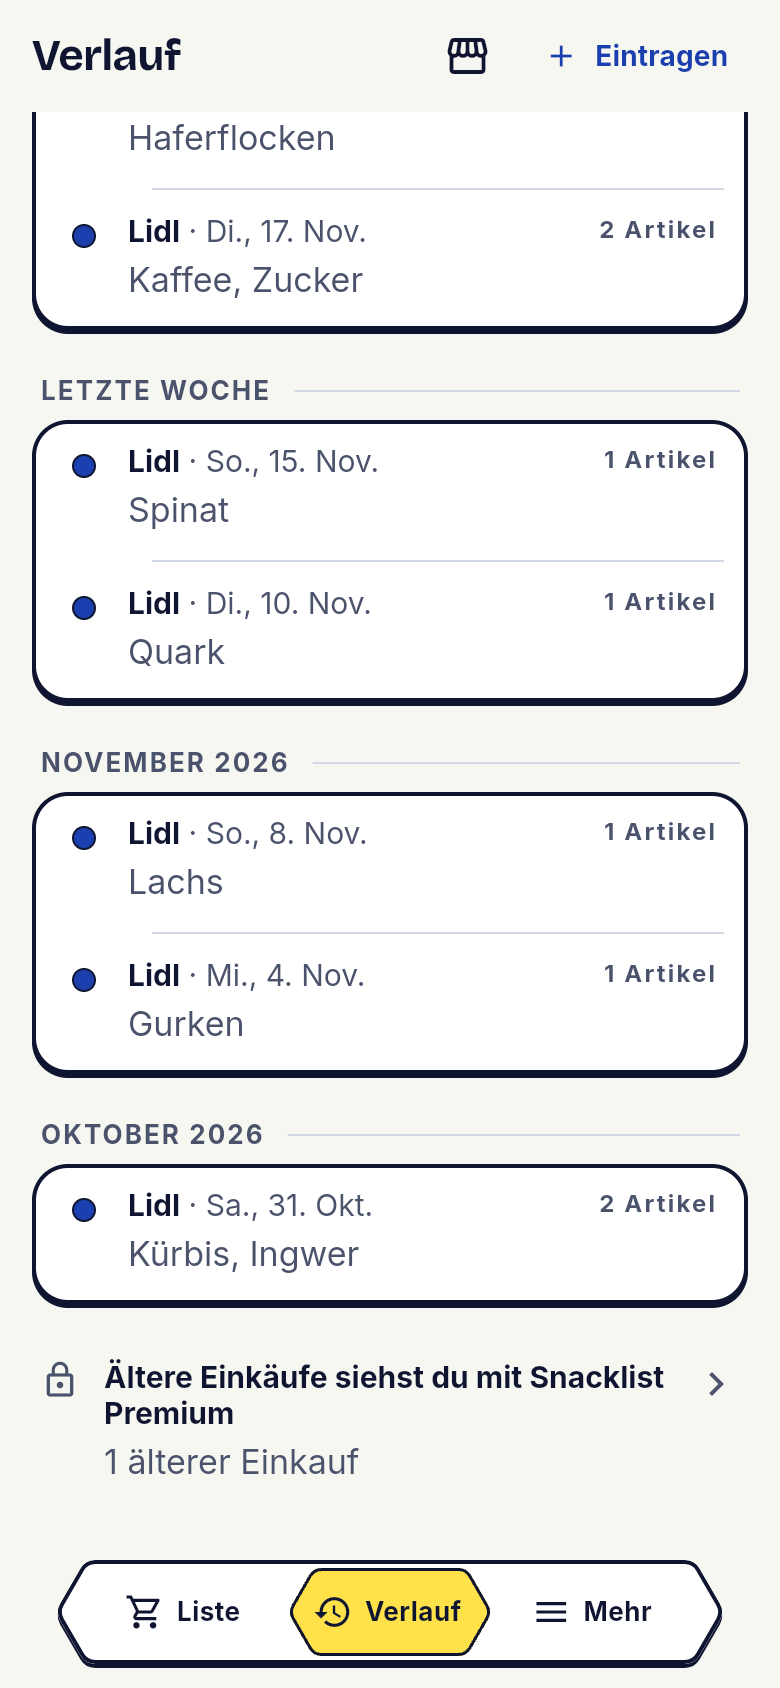 Verlauf
Eintragen
Haferflocken
Lidl · Di., 17. Nov.
2 Artikel
Kaffee, Zucker
LETZTE WOCHE
Lidl · So., 15. Nov.
1 Artikel
Spinat
Lidl · Di., 10. Nov.
1 Artikel
Quark
NOVEMBER 2026
Lidl · So., 8. Nov.
1 Artikel
Lachs
Lidl · Mi., 4. Nov.
1 Artikel
Gurken
OKTOBER 2026
Lidl · Sa., 31. Okt.
2 Artikel
Kürbis, Ingwer
Ältere Einkäufe siehst du mit Snacklist
Premium
1 älterer Einkauf
Liste
Verlauf
Mehr